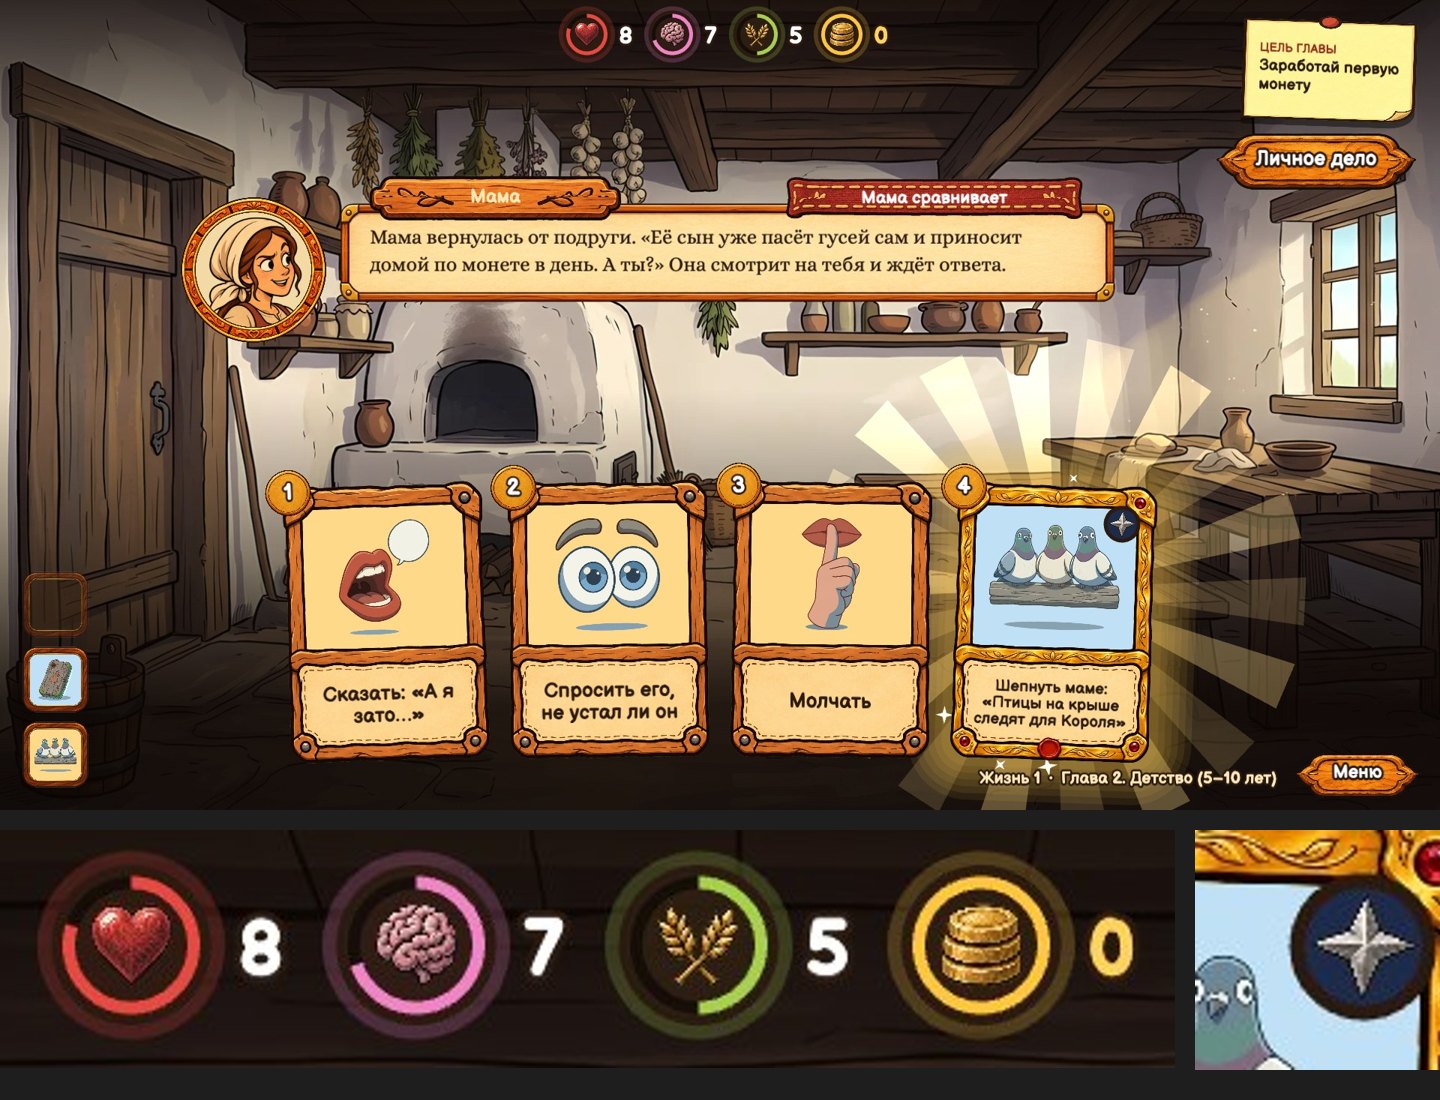 8 7 5 0
ЦЕЛЬ ГЛАВЫ
Заработай первую
монету
Личное дело
Мама
Мама сравнивает
Мама вернулась от подруги. «Её сын уже пасёт гусей сам и приносит
домой по монете в день. А ты?» Она смотрит на тебя и ждёт ответа.
1
Сказать: «А я
зато...»
2
Спросить его,
не устал ли он
3
Молчать
4
Шепнуть маме:
«Птицы на крыше
следят для Короля»
Жизнь 1 · Глава 2. Детство (5–10 лет)
Меню
8 7 5 0